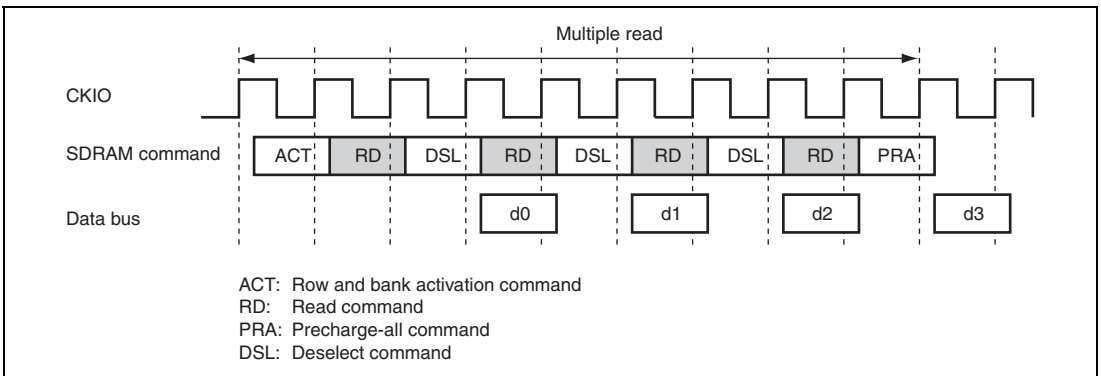 Multiple read
CKIO
SDRAM command ACT RD DSL RD DSL RD DSL RD PRA
Data bus d0 d1 d2 d3
ACT: Row and bank activation command
RD: Read command
PRA: Precharge-all command
DSL: Deselect command